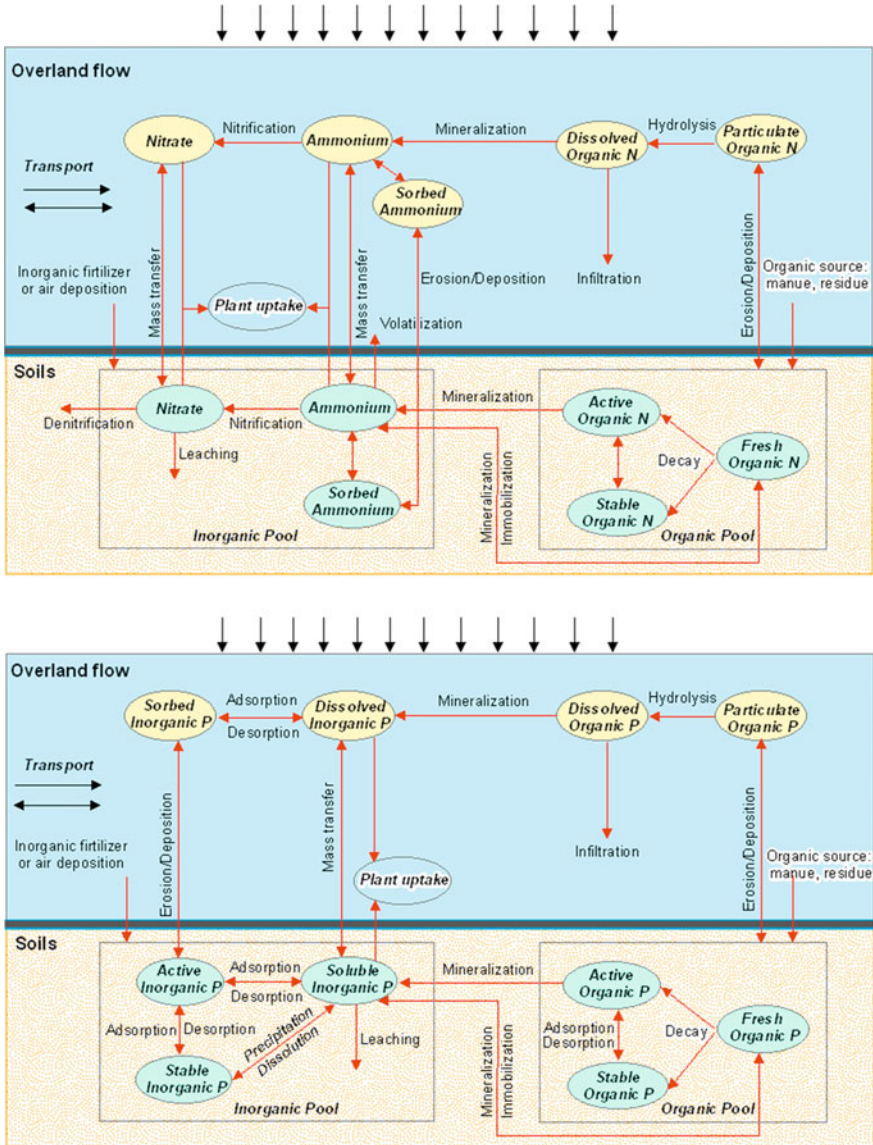 Overland flow
Nitrate
Nitrification
Ammonium
Mineralization
Dissolved
Organic N
Hydrolysis
Particulate
Organic N
Transport
Sorbed
Ammonium
Inorganic firtilizer
or air deposition
Mass transfer
Plant uptake
Mass transfer
Erosion/Deposition
Infiltration
Erosion/Deposition
Organic source:
manue, residue
Volatilization
Soils
Denitrification
Nitrate
Nitrification
Ammonium
Mineralization
Active
Organic N
Leaching
Decay
Fresh
Organic N
Sorbed
Ammonium
Mineralization
Immobilization
Stable
Organic N
Inorganic Pool
Organic Pool
Overland flow
Sorbed
Inorganic P
Adsorption
Desorption
Dissolved
Inorganic P
Mineralization
Dissolved
Organic P
Hydrolysis
Particulate
Organic P
Transport
Inorganic firtilizer
or air deposition
Erosion/Deposition
Mass transfer
Plant uptake
Infiltration
Erosion/Deposition
Organic source:
manue, residue
Soils
Active
Inorganic P
Adsorption
Desorption
Soluble
Inorganic P
Mineralization
Active
Organic P
Adsorption
Desorption
Precipitation
Dissolution
Leaching
Adsorption
Desorption
Decay
Fresh
Organic P
Stable
Inorganic P
Mineralization
Immobilization
Stable
Organic P
Inorganic Pool
Organic Pool